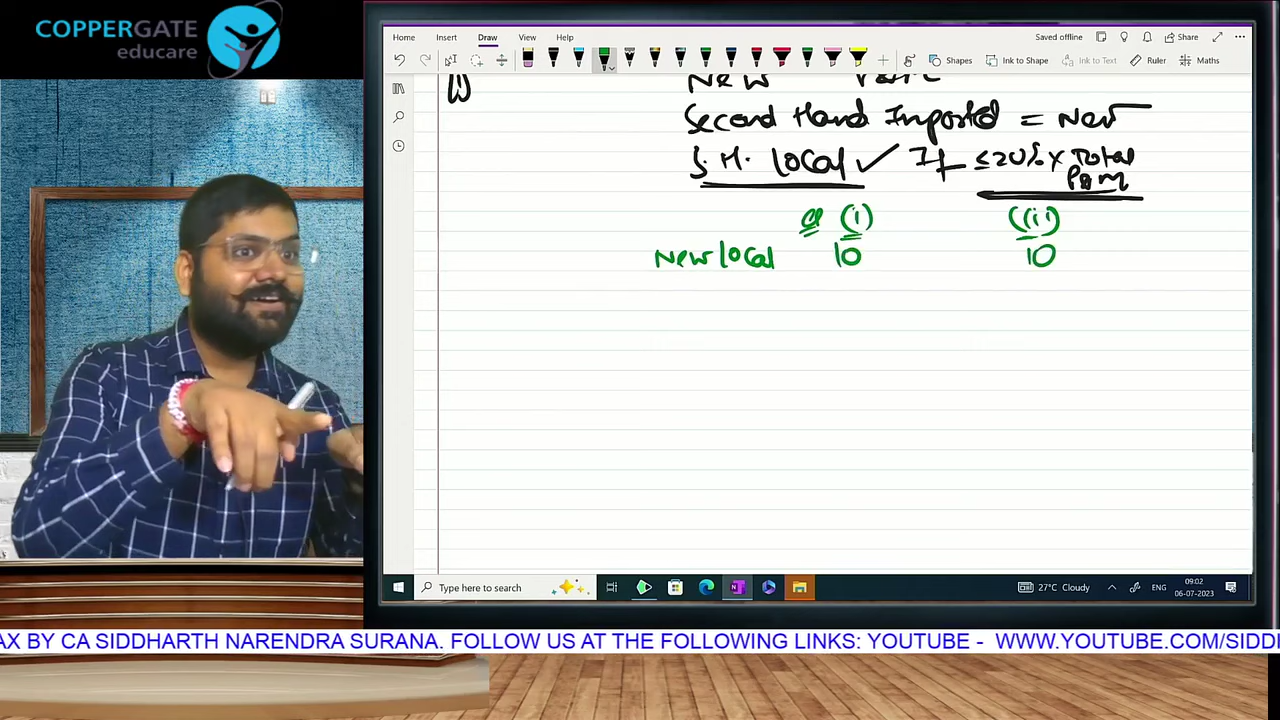 COPPERGATE
educare
Home Insert Draw View Help
Saved offline
Share
Shapes
Ink to Shape
Ink to Text
Ruler
Maths
New P&M
Second Hand Imported = New
S.H. Local ✓ If ≤20% x Total
P&M
(i) (ii)
New local 10 10
Type here to search
27°C Cloudy
ENG
09:02
06-07-2023
AX BY CA SIDDHARTH NARENDRA SURANA. FOLLOW US AT THE FOLLOWING LINKS: YOUTUBE - WWW.YOUTUBE.COM/SIDD